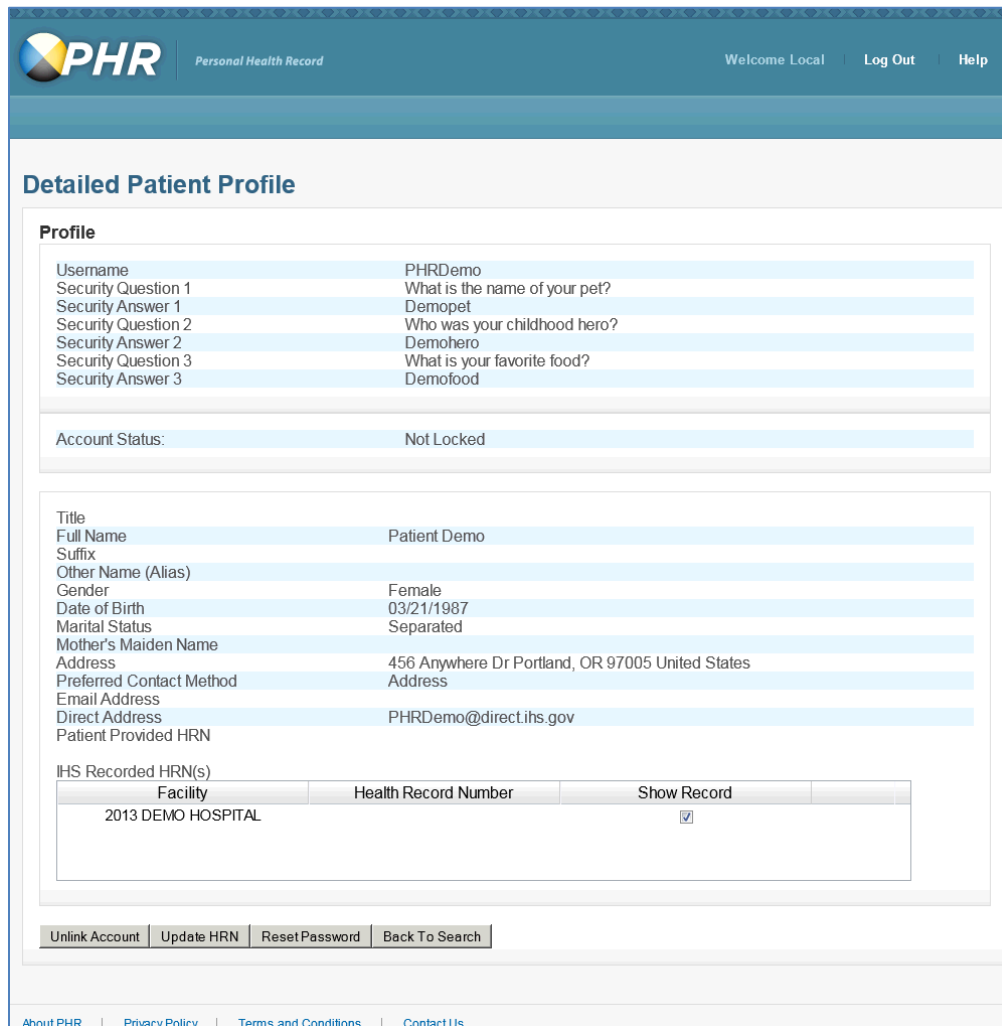 PHR Personal Health Record Welcome Local Log Out Help
Detailed Patient Profile
Profile
Username PHRDemo
Security Question 1 What is the name of your pet?
Security Answer 1 Demopet
Security Question 2 Who was your childhood hero?
Security Answer 2 Demohero
Security Question 3 What is your favorite food?
Security Answer 3 Demofood
Account Status: Not Locked
Title
Full Name Patient Demo
Suffix
Other Name (Alias)
Gender Female
Date of Birth 03/21/1987
Marital Status Separated
Mother's Maiden Name
Address 456 Anywhere Dr Portland, OR 97005 United States
Preferred Contact Method Address
Email Address
Direct Address PHRDemo@direct.ihs.gov
Patient Provided HRN
IHS Recorded HRN(s)
Facility Health Record Number Show Record
2013 DEMO HOSPITAL
Unlink Account Update HRN Reset Password Back To Search
About PHR | Privacy Policy | Terms and Conditions | Contact Us